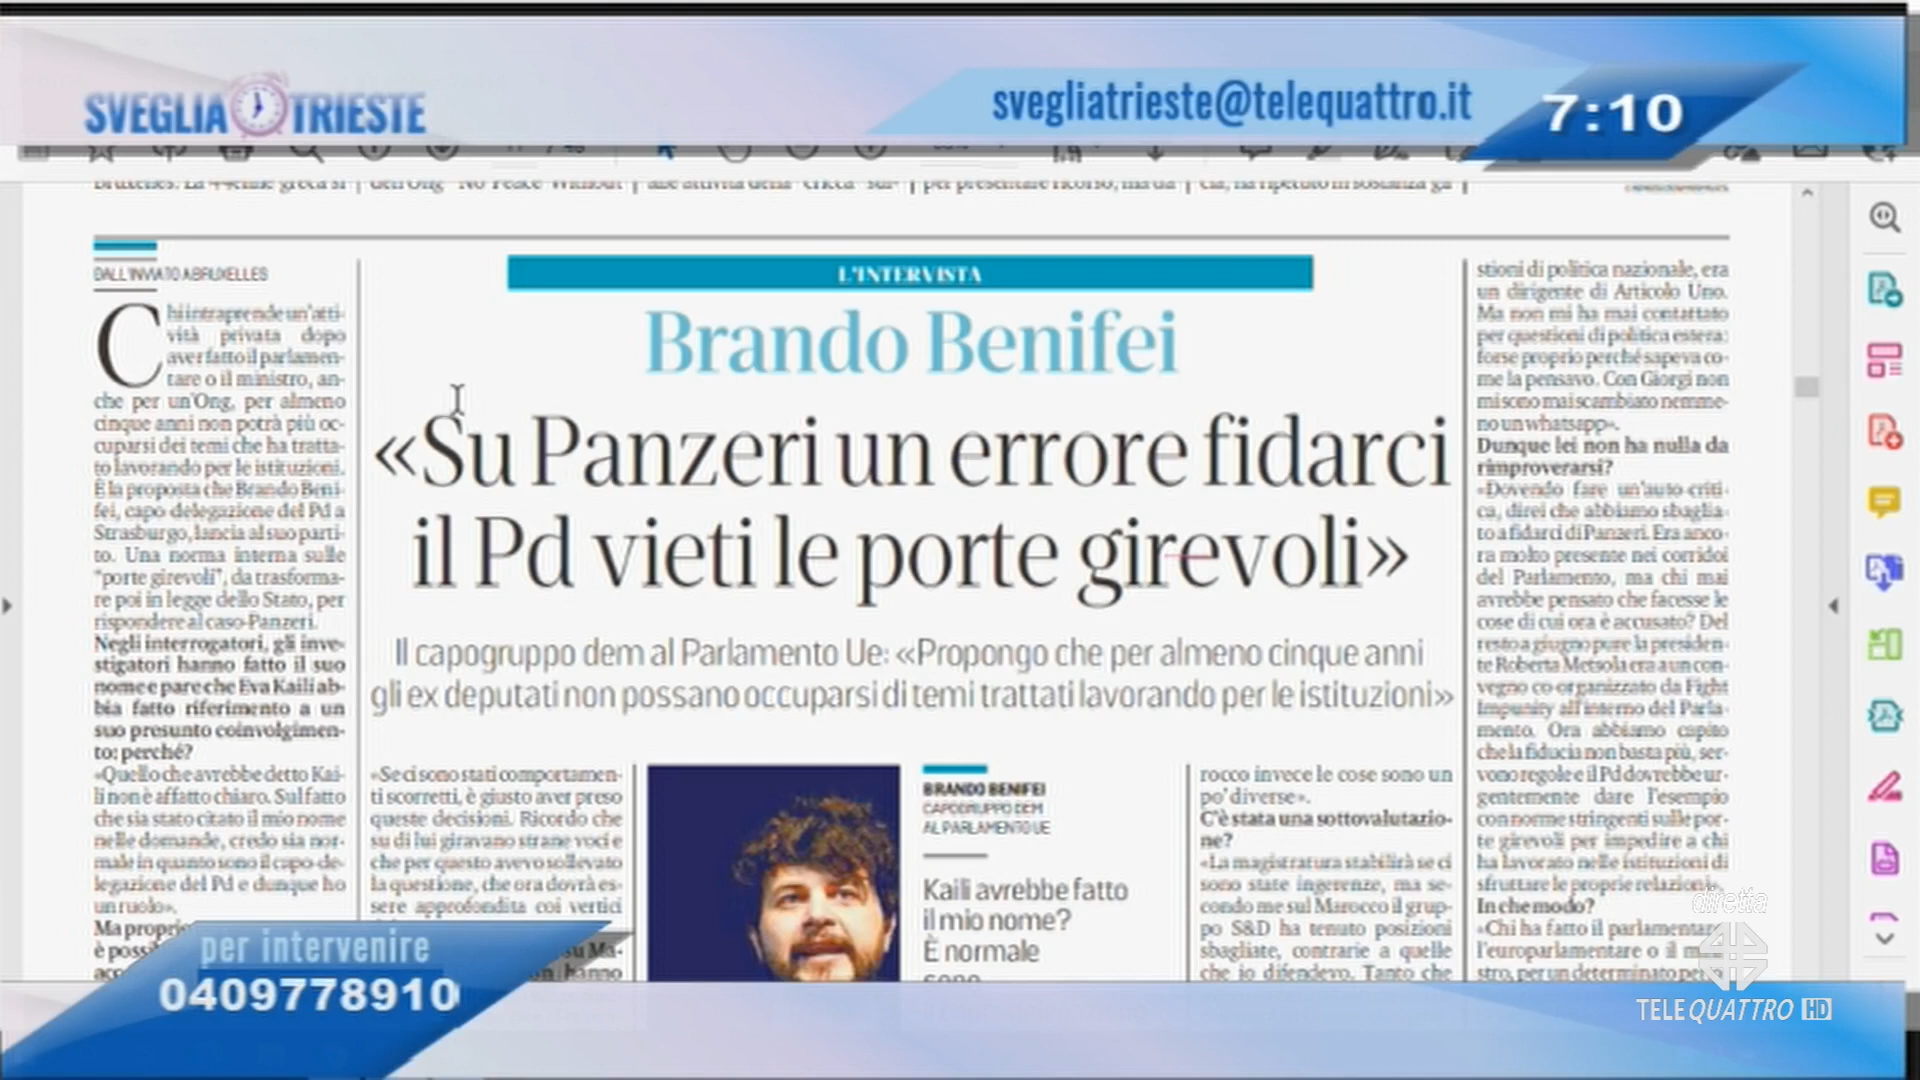 SVEGLIA TRIESTE
svegliatrieste@telequattro.it
7:10
DALL'INVIATO A BRUXELLES
Chi intraprende un'atti-
vità privata dopo
aver fatto il parlamen-
tare o il ministro, an-
che per un'Ong, per almeno
cinque anni non potrà più oc-
cuparsi dei temi che ha tratta-
to lavorando per le istituzioni.
È la proposta che Brando Beni-
fei, capo delegazione del Pd a
Strasburgo, lancia al suo parti-
to. Una norma interna sulle
"porte girevoli", da trasforma-
re poi in legge dello Stato, per
rispondere al caso-Panzeri.
Negli interrogatori, gli inve-
stigatori hanno fatto il suo
nome e pare che Eva Kaili ab-
bia fatto riferimento a un
suo presunto coinvolgimen-
to: perché?
«Quello che avrebbe detto Kai-
li non è affatto chiaro. Sul fatto
che sia stato citato il mio nome
nelle domande, credo sia nor-
male in quanto sono il capo-de-
legazione del Pd e dunque ho
un ruolo».
L'INTERVISTA
Brando Benifei
«Su Panzeri un errore fidarci
il Pd vieti le porte girevoli»
Il capogruppo dem al Parlamento Ue: «Propongo che per almeno cinque anni
gli ex deputati non possano occuparsi di temi trattati lavorando per le istituzioni»
«Se ci sono stati comportamen-
ti scorretti, è giusto aver preso
queste decisioni. Ricordo che
su di lui giravano strane voci e
che per questo avevo sollevato
la questione, che ora dovrà es-
sere approfondita coi vertici
BRANDO BENIFEI
CAPOGRUPPO DEM
AL PARLAMENTO UE
Kaili avrebbe fatto
il mio nome?
È normale
sono
rocco invece le cose sono un
po' diverse».
C'è stata una sottovalutazio-
ne?
«La magistratura stabilirà se ci
sono state ingerenze, ma se-
condo me sul Marocco il grup-
po S&D ha tenuto posizioni
sbagliate, contrarie a quelle
che io difendevo. Tanto che
stioni di politica nazionale, era
un dirigente di Articolo Uno.
Ma non mi ha mai contattato
per questioni di politica estera:
forse proprio perché sapeva co-
me la pensavo. Con Giorgi non
mi sono mai scambiato nemme-
no un whatsapp».
Dunque lei non ha nulla da
rimproverarsi?
«Dovendo fare un'auto-criti-
ca, direi che abbiamo sbaglia-
to a fidarci di Panzeri. Era anco-
ra molto presente nei corridoi
del Parlamento, ma chi mai
avrebbe pensato che facesse le
cose di cui ora è accusato? Del
resto a giugno pure la presiden-
te Roberta Metsola era a un con-
vegno co-organizzato da Fight
Impunity all'interno del Parla-
mento. Ora abbiamo capito
che la fiducia non basta più, ser-
vono regole e il Pd dovrebbe ur-
gentemente dare l'esempio
con norme stringenti sulle por-
te girevoli per impedire a chi
ha lavorato nelle istituzioni di
sfruttare le proprie relazioni».
In che modo?
«Chi ha fatto il parlamentare
l'europarlamentare o il m
stro, per un determinato pe
per intervenire
0409778910
diretta
TELEQUATTRO HD